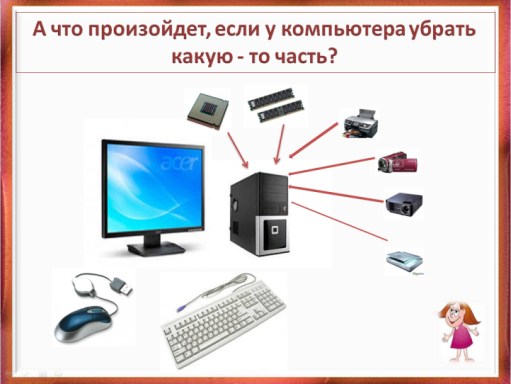 А что произойдет, если у компьютера убрать
какую - то часть?
acer